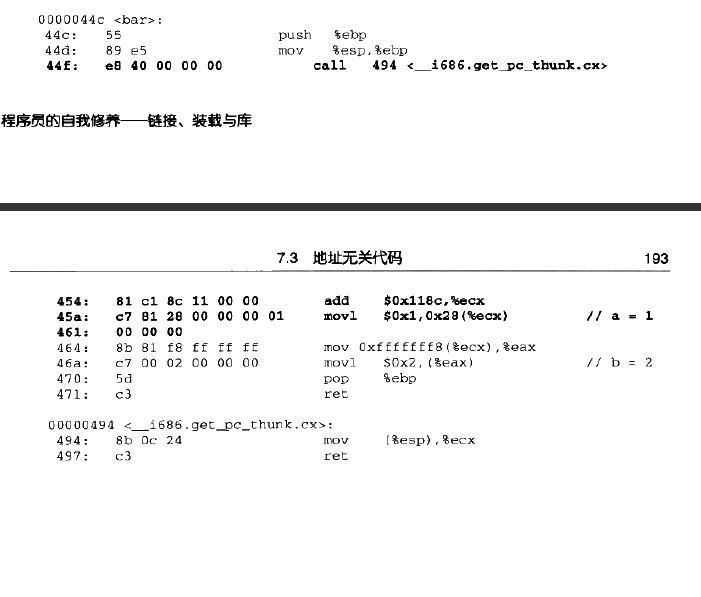 0000044c <bar>:
44c: 55 push %ebp
44d: 89 e5 mov %esp,%ebp
44f: e8 40 00 00 00 call 494 <__i686.get_pc_thunk.cx>
程序员的自我修养——链接、装载与库
7.3 地址无关代码 193
454: 81 c1 8c 11 00 00 add $0x118c,%ecx
45a: c7 81 28 00 00 00 01 movl $0x1,0x28(%ecx) // a = 1
461: 00 00 00
464: 8b 81 f8 ff ff ff mov 0xfffffff8(%ecx),%eax
46a: c7 00 02 00 00 00 movl $0x2,(%eax) // b = 2
470: 5d pop %ebp
471: c3 ret
00000494 <__i686.get_pc_thunk.cx>:
494: 8b 0c 24 mov (%esp),%ecx
497: c3 ret